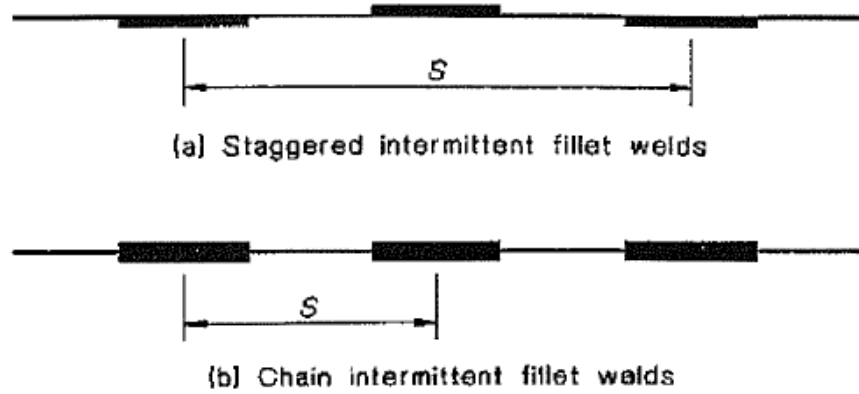 S
(a) Staggered intermittent fillet welds
S
(b) Chain intermittent fillet welds